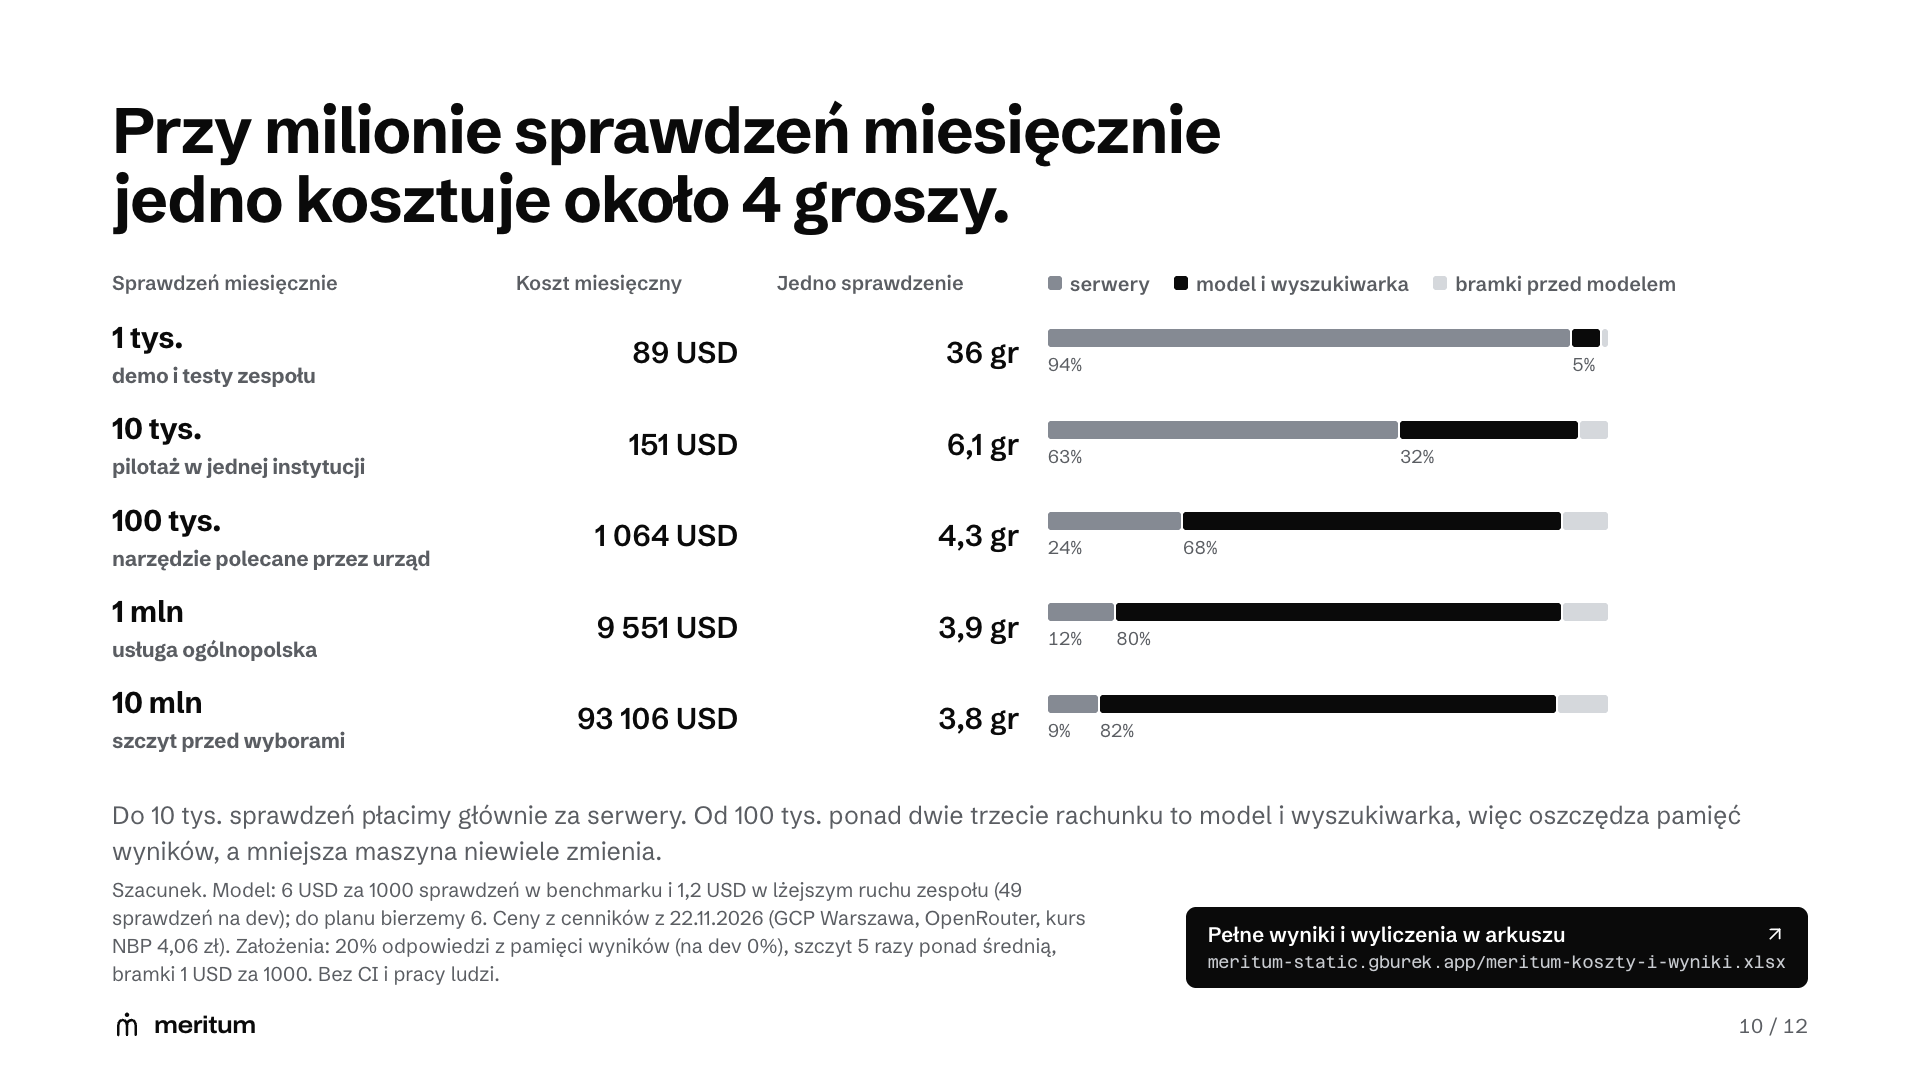 Przy milionie sprawdzeń miesięcznie
jedno kosztuje około 4 groszy.
Sprawdzeń miesięcznie
Koszt miesięczny
Jedno sprawdzenie
serwery
model i wyszukiwarka
bramki przed modelem
1 tys.
demo i testy zespołu
89 USD
36 gr
94%
5%
10 tys.
pilotaż w jednej instytucji
151 USD
6,1 gr
63%
32%
100 tys.
narzędzie polecane przez urząd
1 064 USD
4,3 gr
24%
68%
1 mln
usługa ogólnopolska
9 551 USD
3,9 gr
12%
80%
10 mln
szczyt przed wyborami
93 106 USD
3,8 gr
9%
82%
Do 10 tys. sprawdzeń płacimy głównie za serwery. Od 100 tys. ponad dwie trzecie rachunku to model i wyszukiwarka, więc oszczędza pamięć
wyników, a mniejsza maszyna niewiele zmienia.
Szacunek. Model: 6 USD za 1000 sprawdzeń w benchmarku i 1,2 USD w lżejszym ruchu zespołu (49
sprawdzeń na dev); do planu bierzemy 6. Ceny z cenników z 22.11.2026 (GCP Warszawa, OpenRouter, kurs
NBP 4,06 zł). Założenia: 20% odpowiedzi z pamięci wyników (na dev 0%), szczyt 5 razy ponad średnią,
bramki 1 USD za 1000. Bez CI i pracy ludzi.
Pełne wyniki i wyliczenia w arkuszu
meritum-static.gburek.app/meritum-koszty-i-wyniki.xlsx
meritum
10 / 12